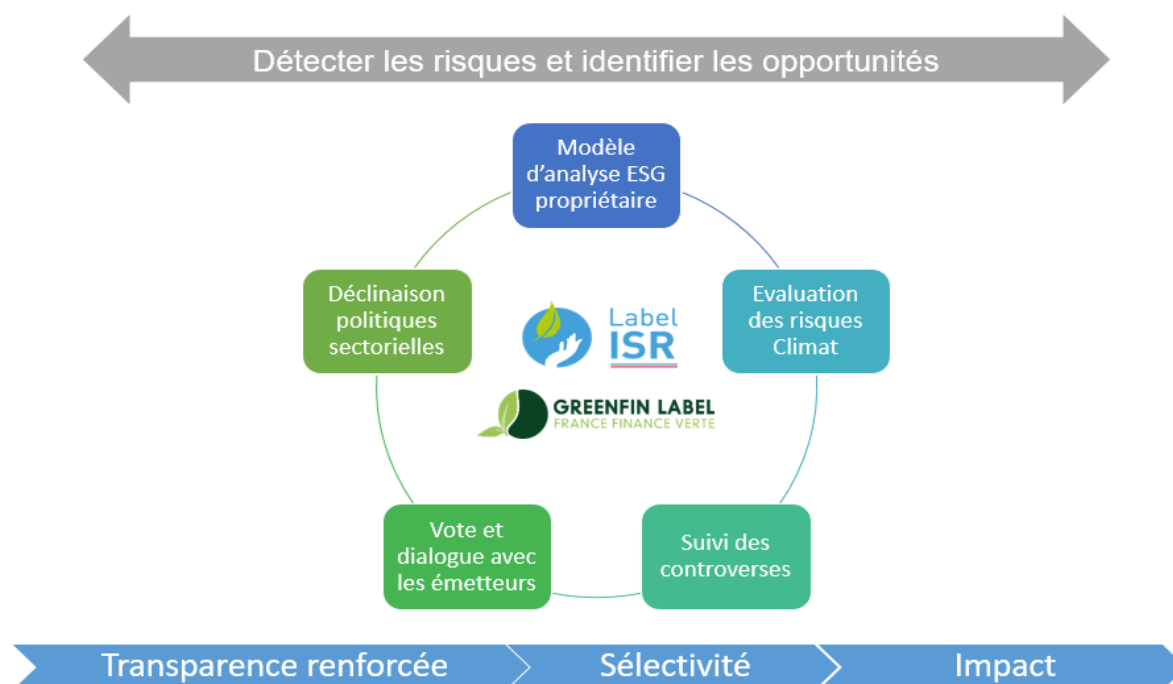 Détecter les risques et identifier les opportunités
Modèle
d’analyse ESG
propriétaire
Déclinaison
politiques
sectorielles
Evaluation
des risques
Climat
Label
ISR
GREENFIN LABEL
FRANCE FINANCE VERTE
Vote et
dialogue avec
les émetteurs
Suivi des
controverses
Transparence renforcée
Sélectivité
Impact